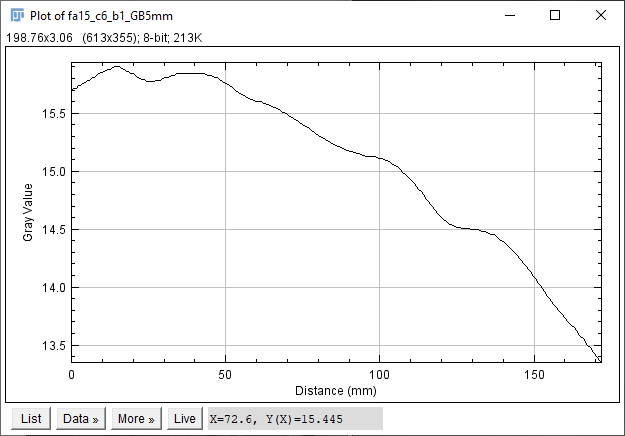 Plot of fa15_c6_b1_GB5mm
198.76x3.06 (613x355); 8-bit; 213K
15.5
15.0
14.5
14.0
13.5
Gray Value
0 50 100 150
Distance (mm)
List Data » More » Live X=72.6, Y(X)=15.445